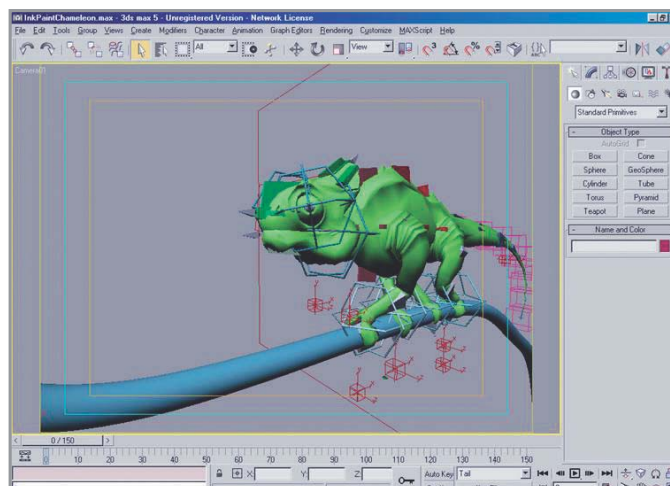 InkPaintChameleon.max - 3ds max 5 - Unregistered Version - Network License
File Edit Tools Group Views Create Modifiers Character Animation Graph Editors Rendering Customize MAXScript Help
All
View
Camera01
Standard Primitives
- Object Type
AutoGrid
Box Cone
Sphere GeoSphere
Cylinder Tube
Torus Pyramid
Teapot Plane
- Name and Color
< 0 / 150 >
0 10 20 30 40 50 60 70 80 90 100 110 120 130 140 150
X: Y: Z: Auto Key Tail